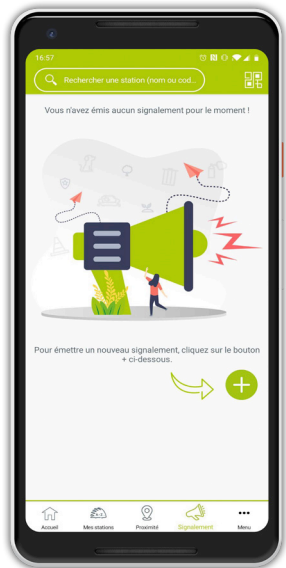 16:57
Rechercher une station (nom ou cod...
Vous n'avez émis aucun signalement pour le moment !
Pour émettre un nouveau signalement, cliquez sur le bouton
+ ci-dessous.
Accueil Mes stations Proximité Signalement Menu